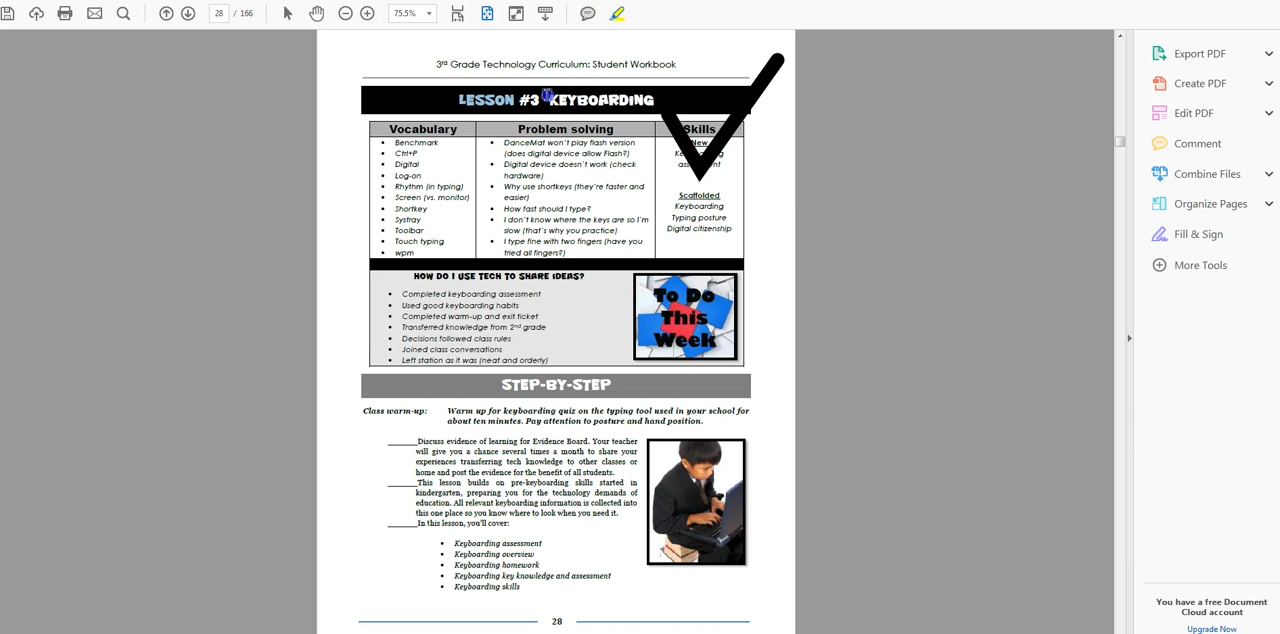 28 / 166
75.5%
3rd Grade Technology Curriculum: Student Workbook
LESSON #3 KEYBOARDING
Vocabulary
Benchmark
Ctrl+P
Digital
Log-on
Rhythm (in typing)
Screen (vs. monitor)
Shortkey
Systray
Toolbar
Touch typing
wpm
Problem solving
DanceMat won't play flash version
(does digital device allow Flash?)
Digital device doesn't work (check
hardware)
Why use shortkeys (they're faster and
easier)
How fast should I type?
I don't know where the keys are so I'm
slow (that's why you practice)
I type fine with two fingers (have you
tried all fingers?)
Skills
New
Scaffolded
Keyboarding
Typing posture
Digital citizenship
HOW DO I USE TECH TO SHARE IDEAS?
Completed keyboarding assessment
Used good keyboarding habits
Completed warm-up and exit ticket
Transferred knowledge from 2nd grade
Decisions followed class rules
Joined class conversations
Left station as it was (neat and orderly)
To Do
This
Week
STEP-BY-STEP
Class warm-up: Warm up for keyboarding quiz on the typing tool used in your school for
about ten minutes. Pay attention to posture and hand position.
______Discuss evidence of learning for Evidence Board. Your teacher
will give you a chance several times a month to share your
experiences transferring tech knowledge to other classes or
home and post the evidence for the benefit of all students.
______This lesson builds on pre-keyboarding skills started in
kindergarten, preparing you for the technology demands of
education. All relevant keyboarding information is collected into
this one place so you know where to look when you need it.
______In this lesson, you'll cover:
Keyboarding assessment
Keyboarding overview
Keyboarding homework
Keyboarding key knowledge and assessment
Keyboarding skills
28
Export PDF
Create PDF
Edit PDF
Comment
Combine Files
Organize Pages
Fill & Sign
More Tools
You have a free Document
Cloud account
Upgrade Now